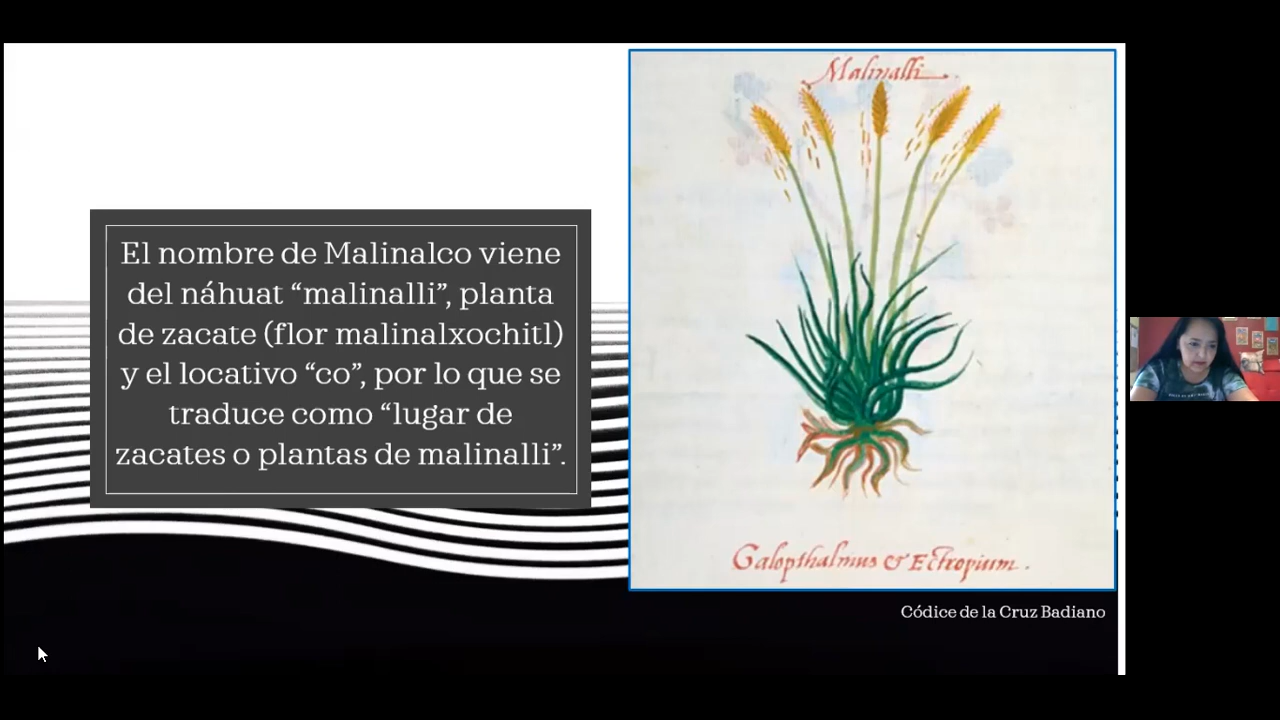 El nombre de Malinalco viene
del náhuat “malinalli”, planta
de zacate (flor malinalxochitl)
y el locativo “co”, por lo que se
traduce como “lugar de
zacates o plantas de malinalli”.
Malinalli
Galopthalmus & Ectropium.
Códice de la Cruz Badiano